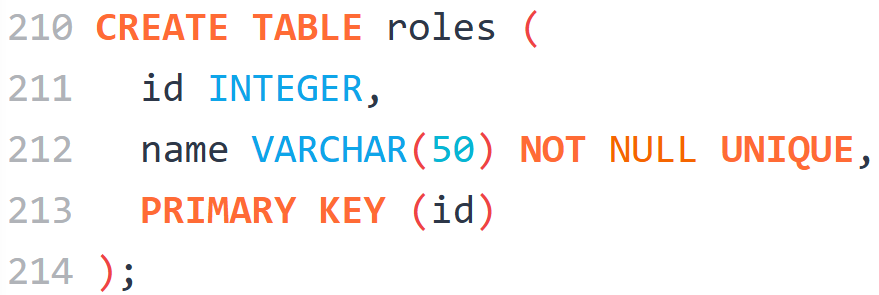 210 CREATE TABLE roles (
211   id INTEGER,
212   name VARCHAR(50) NOT NULL UNIQUE,
213   PRIMARY KEY (id)
214 );